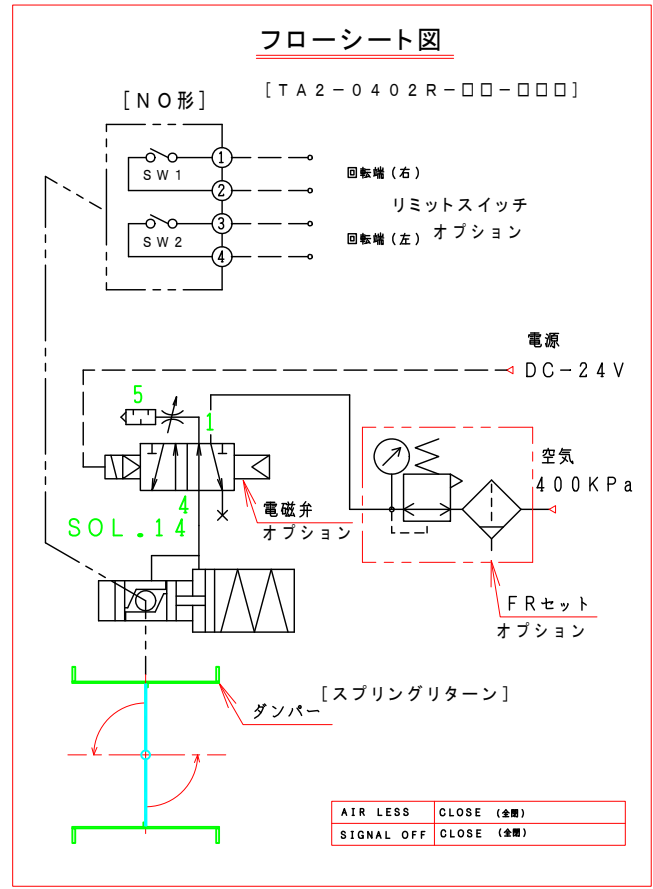 フローシート図
[TA2-0402R-□□-□□□]
[NO形]
1
SW1
2
回転端(右)
リミットスイッチ
オプション
3
SW2
4
回転端(左)
電源
DC-24V
5
1
空気
400KPa
4
SOL.14
電磁弁
オプション
FRセット
オプション
[スプリングリターン]
ダンパー
AIR LESS CLOSE (全閉)
SIGNAL OFF CLOSE (全閉)